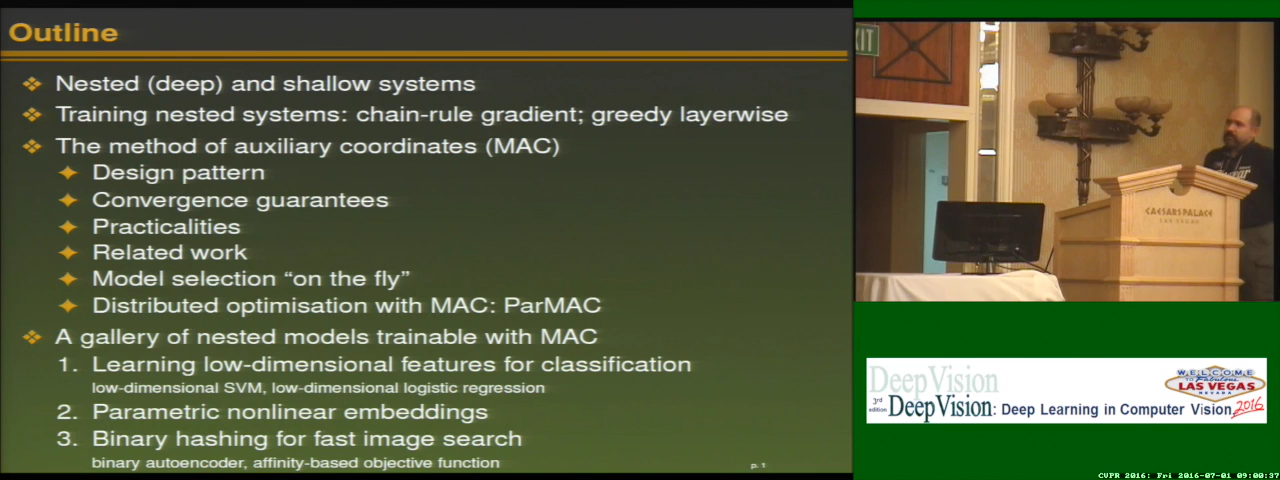 Outline
Nested (deep) and shallow systems
Training nested systems: chain-rule gradient; greedy layerwise
The method of auxiliary coordinates (MAC)
Design pattern
Convergence guarantees
Practicalities
Related work
Model selection “on the fly”
Distributed optimisation with MAC: ParMAC
A gallery of nested models trainable with MAC
1. Learning low-dimensional features for classification
low-dimensional SVM, low-dimensional logistic regression
2. Parametric nonlinear embeddings
3. Binary hashing for fast image search
binary autoencoder, affinity-based objective function
p. 1
CAESARS PALACE
LAS VEGAS
DeepVision
WELCOME
TO Fabulous
LAS VEGAS
NEVADA
3rd
edition
DeepVision: Deep Learning in Computer Vision 2016
CVPR 2016: Fri 2016-07-01 09:00:37